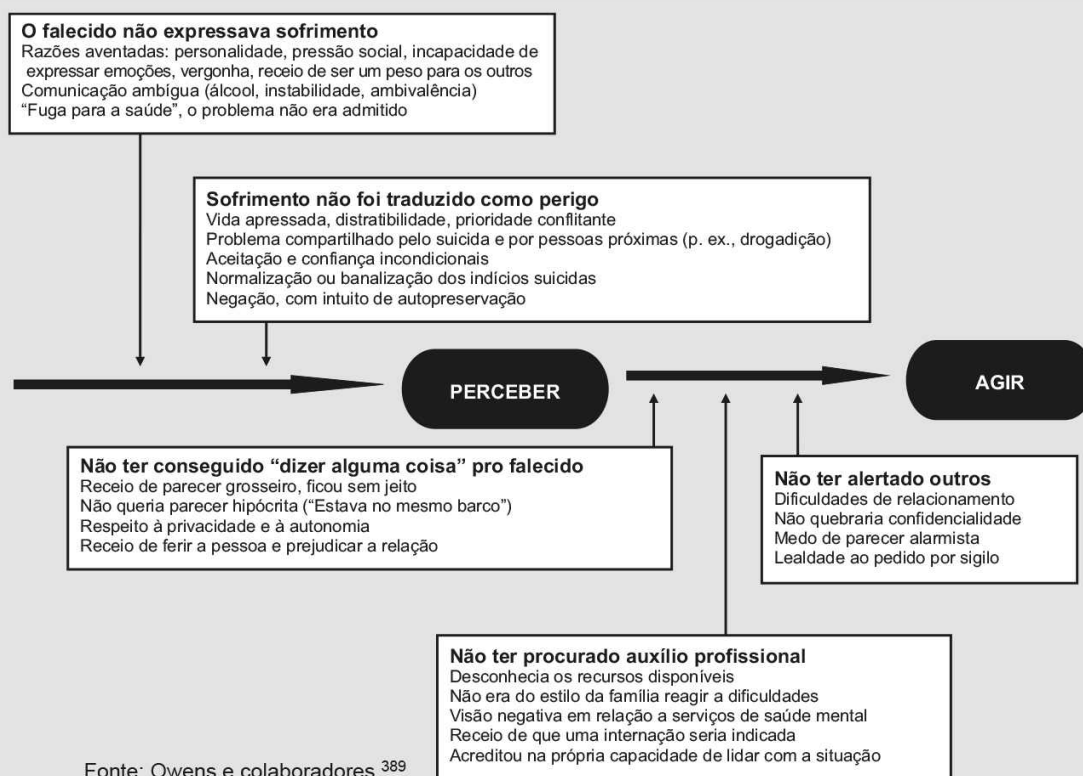 O falecido não expressava sofrimento
Razões aventadas: personalidade, pressão social, incapacidade de
expressar emoções, vergonha, receio de ser um peso para os outros
Comunicação ambígua (álcool, instabilidade, ambivalência)
“Fuga para a saúde”, o problema não era admitido
Sofrimento não foi traduzido como perigo
Vida apressada, distratibilidade, prioridade conflitante
Problema compartilhado pelo suicida e por pessoas próximas (p. ex., drogadição)
Aceitação e confiança incondicionais
Normalização ou banalização dos indícios suicidas
Negação, com intuito de autopreservação
PERCEBER
AGIR
Não ter conseguido “dizer alguma coisa” pro falecido
Receio de parecer grosseiro, ficou sem jeito
Não queria parecer hipócrita (“Estava no mesmo barco”)
Respeito à privacidade e à autonomia
Receio de ferir a pessoa e prejudicar a relação
Não ter alertado outros
Dificuldades de relacionamento
Não quebraria confidencialidade
Medo de parecer alarmista
Lealdade ao pedido por sigilo
Não ter procurado auxílio profissional
Desconhecia os recursos disponíveis
Não era do estilo da família reagir a dificuldades
Visão negativa em relação a serviços de saúde mental
Receio de que uma internação seria indicada
Acreditou na própria capacidade de lidar com a situação
Fonte: Owens e colaboradores 389